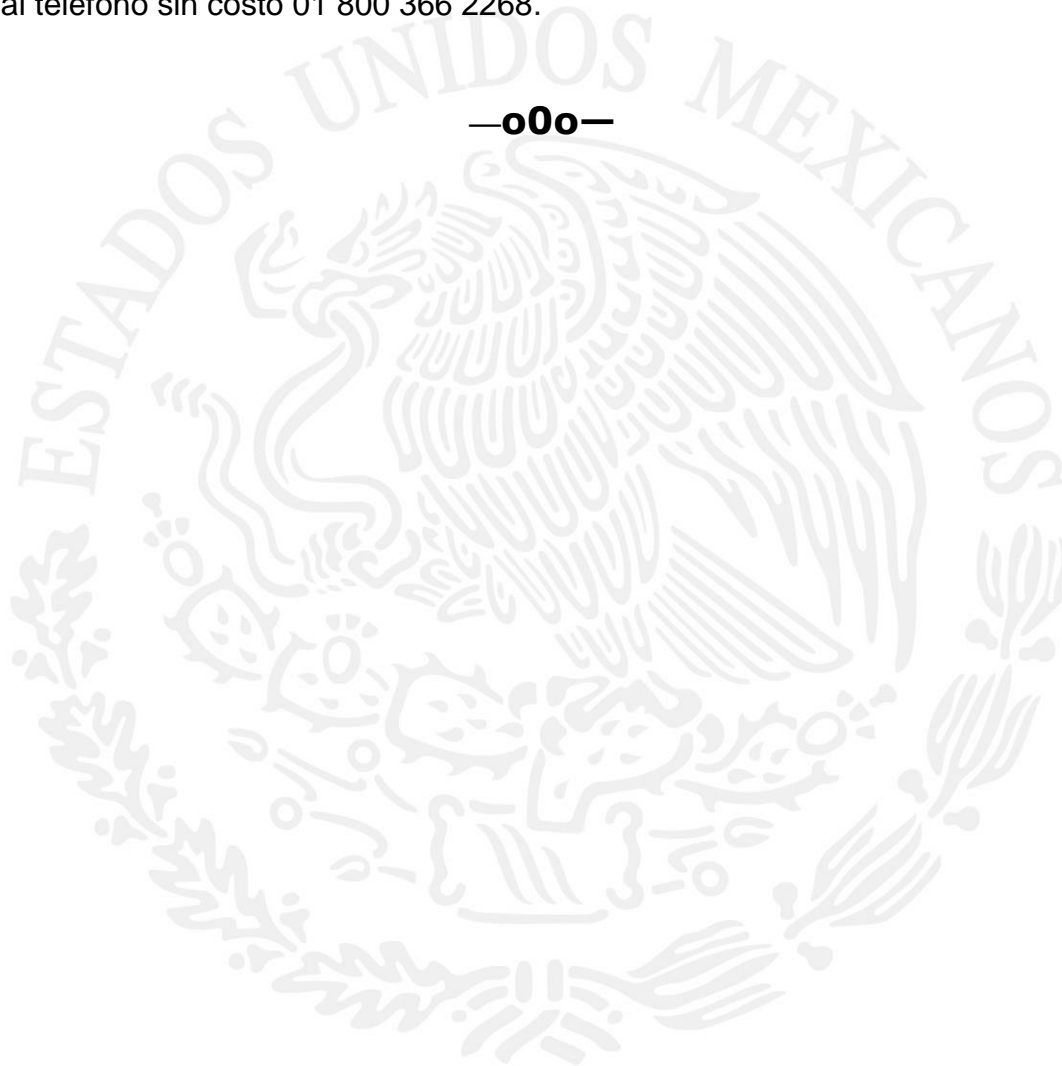 al teléfono sin costo 01 800 366 2268.
—o0o—
ESTADOS UNIDOS MEXICANOS